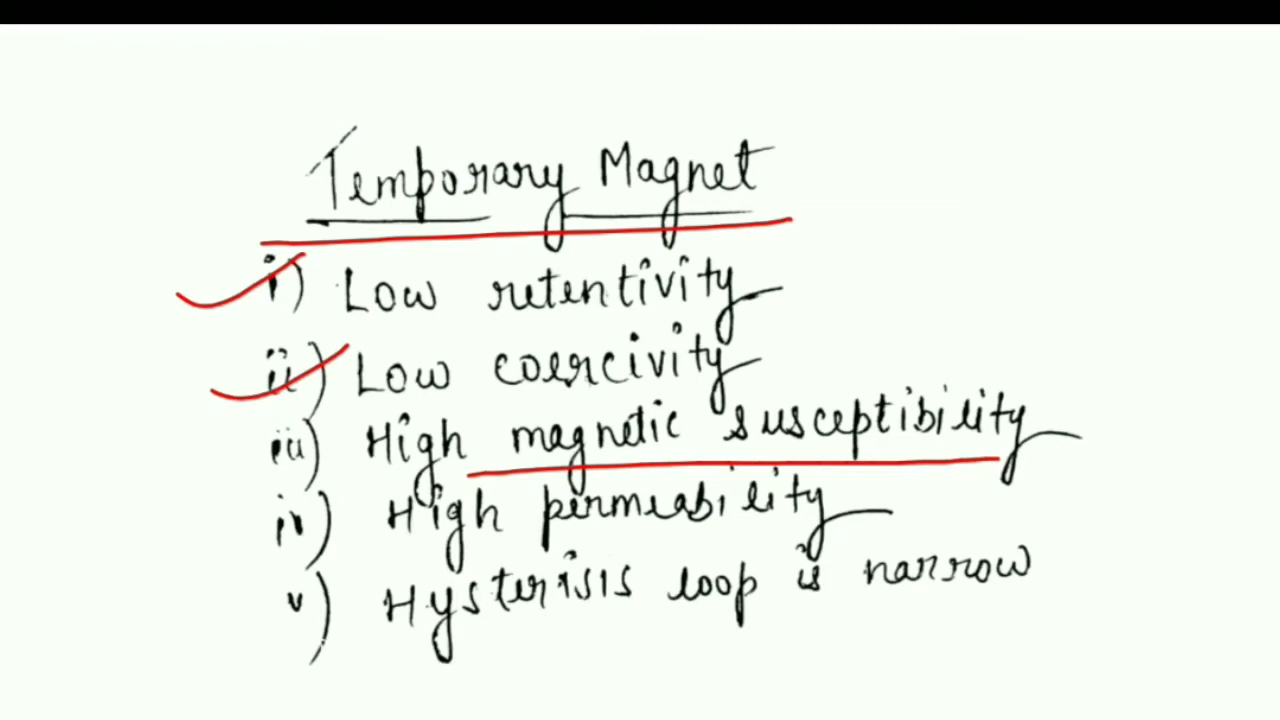 Temporary Magnet
i) Low retentivity
ii) Low coercivity
iii) High magnetic susceptibility
iv) High permeability
v) Hysterisis loop is narrow